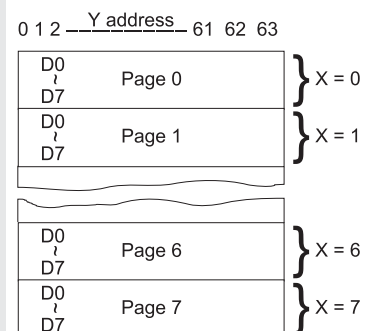 0 1 2 Y address 61 62 63
D0
~
D7
Page 0
X = 0
D0
~
D7
Page 1
X = 1
D0
~
D7
Page 6
X = 6
D0
~
D7
Page 7
X = 7